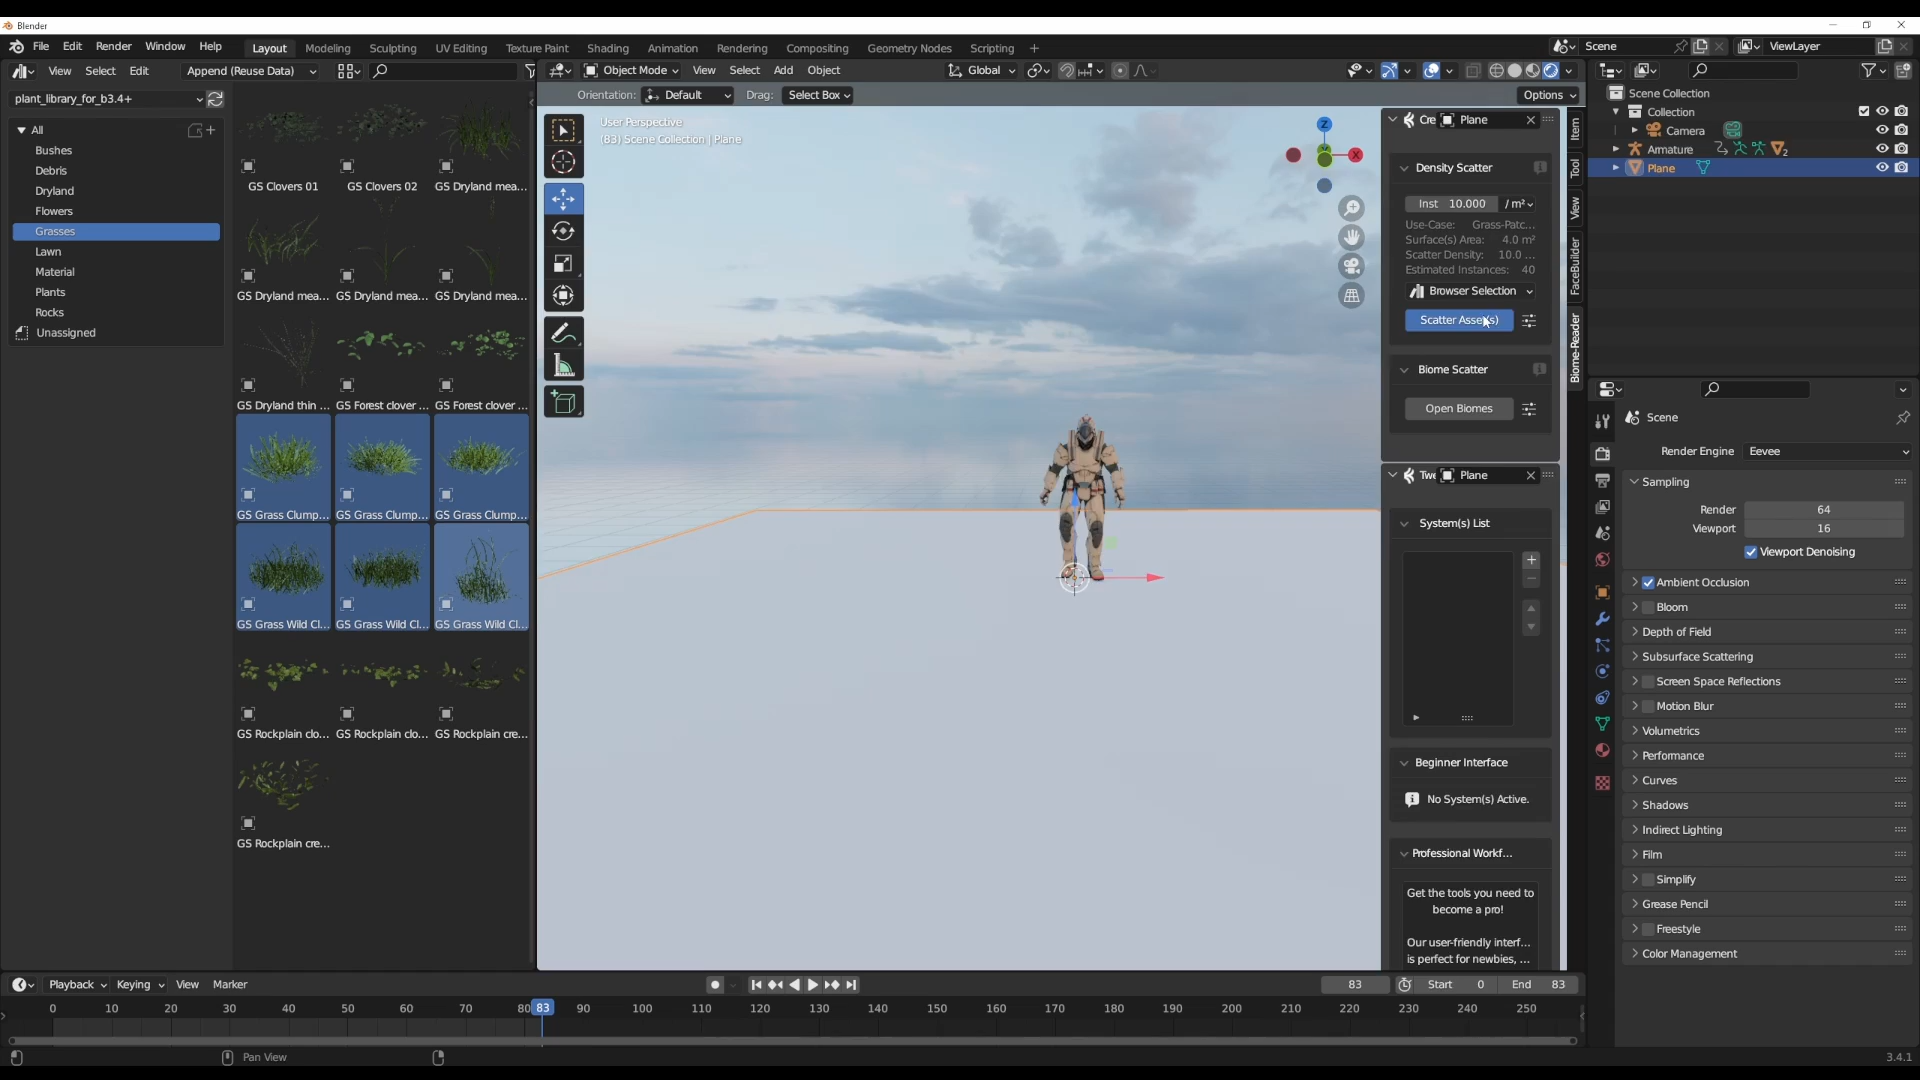 Blender
File Edit Render Window Help Layout Modeling Sculpting UV Editing Texture Paint Shading Animation Rendering Compositing Geometry Nodes Scripting + Scene ViewLayer
View Select Edit Append (Reuse Data)
Object Mode View Select Add Object Global
plant_library_for_b3.4+
Orientation: Default Drag: Select Box Options
All
Bushes
Debris
Dryland
Flowers
Grasses
Lawn
Material
Plants
Rocks
Unassigned
GS Clovers 01 GS Clovers 02 GS Dryland mea...
GS Dryland mea... GS Dryland mea... GS Dryland mea...
GS Dryland thin ... GS Forest clover ... GS Forest clover ...
GS Grass Clump... GS Grass Clump... GS Grass Clump...
GS Grass Wild Cl... GS Grass Wild Cl... GS Grass Wild Cl...
GS Rockplain clo... GS Rockplain clo... GS Rockplain cre...
GS Rockplain cre...
User Perspective
(83) Scene Collection | Plane
Z
X
Cre Plane
Density Scatter
Inst 10.000 / m²
Use-Case: Grass-Patc...
Surface(s) Area: 4.0 m²
Scatter Density: 10.0 ...
Estimated Instances: 40
Browser Selection
Scatter Asset(s)
Biome Scatter
Open Biomes
Twe Plane
System(s) List
Beginner Interface
No System(s) Active.
Professional Workf...
Get the tools you need to
become a pro!
Our user-friendly interf...
is perfect for newbies, ...
Item
Tool
View
FaceBuilder
Biome-Reader
Scene Collection
Collection
Camera
Armature 2
Plane
Scene
Render Engine Eevee
Sampling
Render 64
Viewport 16
Viewport Denoising
Ambient Occlusion
Bloom
Depth of Field
Subsurface Scattering
Screen Space Reflections
Motion Blur
Volumetrics
Performance
Curves
Shadows
Indirect Lighting
Film
Simplify
Grease Pencil
Freestyle
Color Management
Playback Keying View Marker 83 Start 0 End 83
0 10 20 30 40 50 60 70 80 83 90 100 110 120 130 140 150 160 170 180 190 200 210 220 230 240 250
Pan View 3.4.1